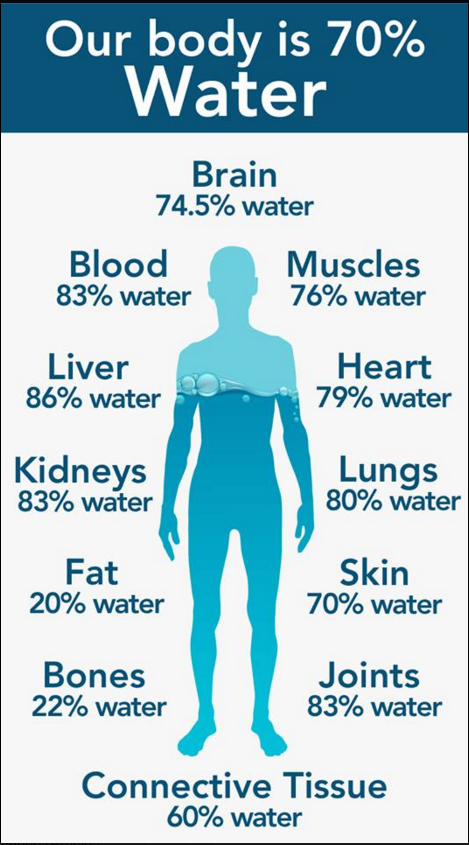 Our body is 70%
Water
Brain
74.5% water
Blood
83% water
Muscles
76% water
Liver
86% water
Heart
79% water
Kidneys
83% water
Lungs
80% water
Fat
20% water
Skin
70% water
Bones
22% water
Joints
83% water
Connective Tissue
60% water